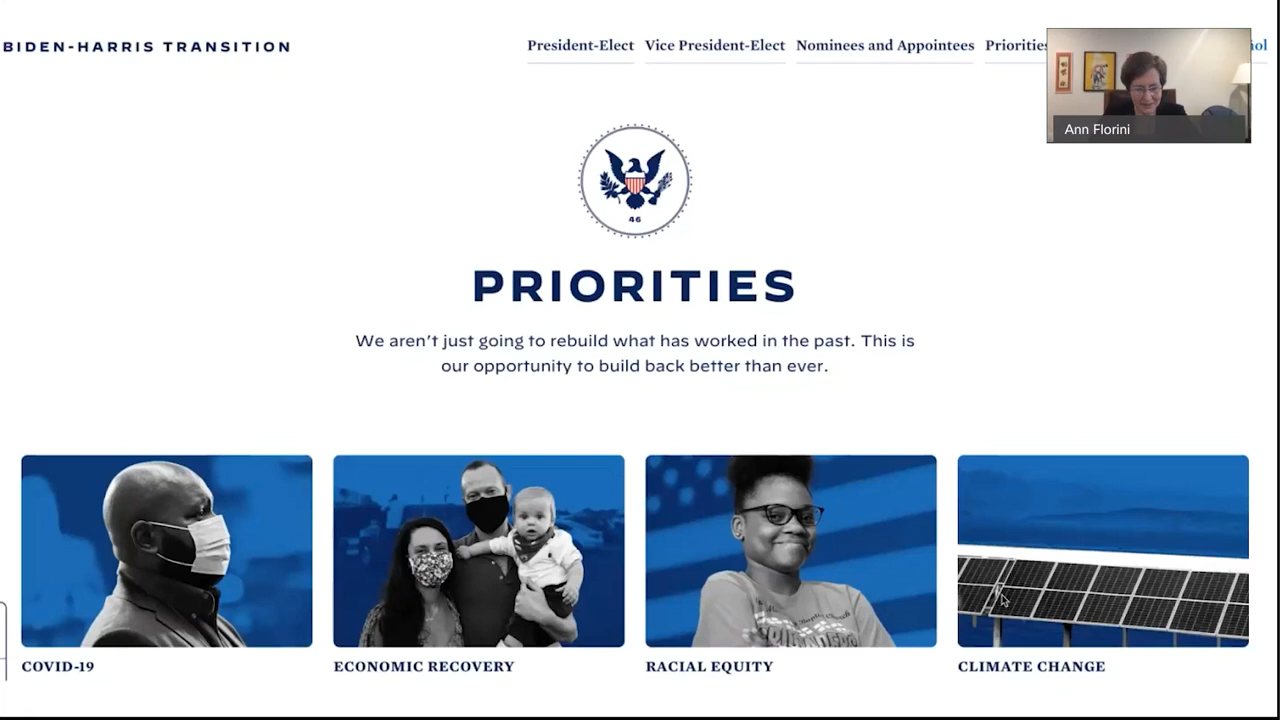 BIDEN-HARRIS TRANSITION
President-Elect Vice President-Elect Nominees and Appointees Priorities
Ann Florini
46
PRIORITIES
We aren't just going to rebuild what has worked in the past. This is
our opportunity to build back better than ever.
COVID-19
ECONOMIC RECOVERY
RACIAL EQUITY
CLIMATE CHANGE